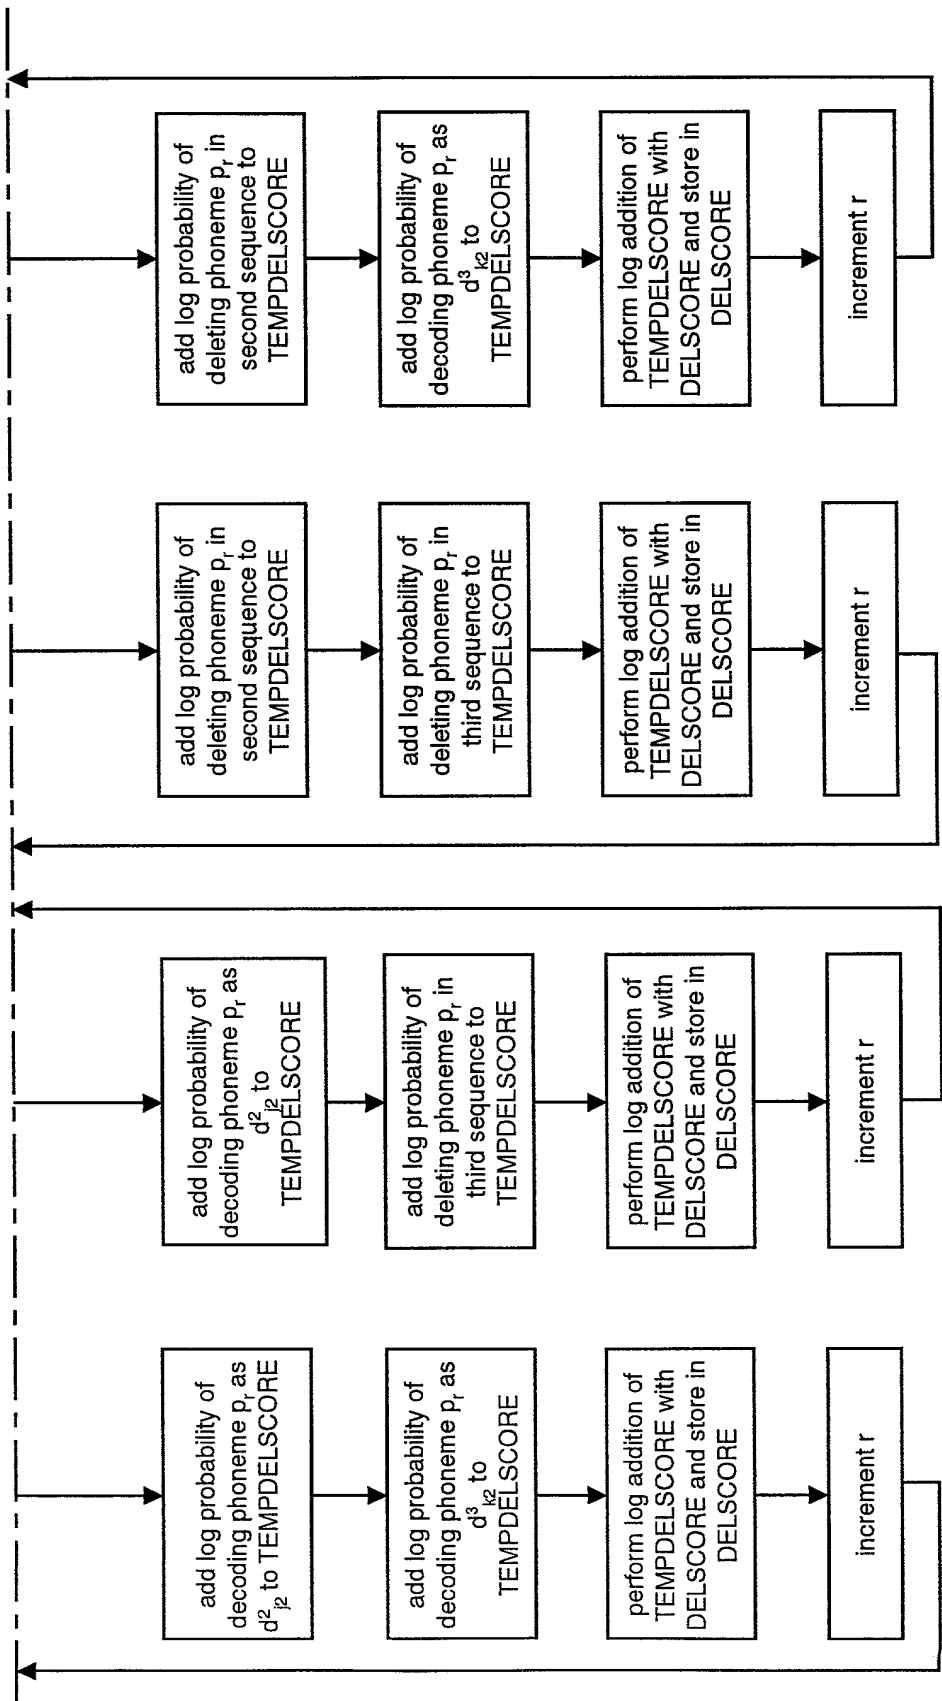 add log probability of
decoding phoneme p_r as
d²_j2 to TEMPDELSCORE
add log probability of
decoding phoneme p_r as
d³_k2 to
TEMPDELSCORE
perform log addition of
TEMPDELSCORE with
DELSCORE and store in
DELSCORE
increment r
add log probability of
decoding phoneme p_r as
d²_j2 to
TEMPDELSCORE
add log probability of
deleting phoneme p_r in
third sequence to
TEMPDELSCORE
perform log addition of
TEMPDELSCORE with
DELSCORE and store in
DELSCORE
increment r
add log probability of
deleting phoneme p_r in
second sequence to
TEMPDELSCORE
add log probability of
deleting phoneme p_r in
third sequence to
TEMPDELSCORE
perform log addition of
TEMPDELSCORE with
DELSCORE and store in
DELSCORE
increment r
add log probability of
deleting phoneme p_r in
second sequence to
TEMPDELSCORE
add log probability of
decoding phoneme p_r as
d³_k2 to
TEMPDELSCORE
perform log addition of
TEMPDELSCORE with
DELSCORE and store in
DELSCORE
increment r